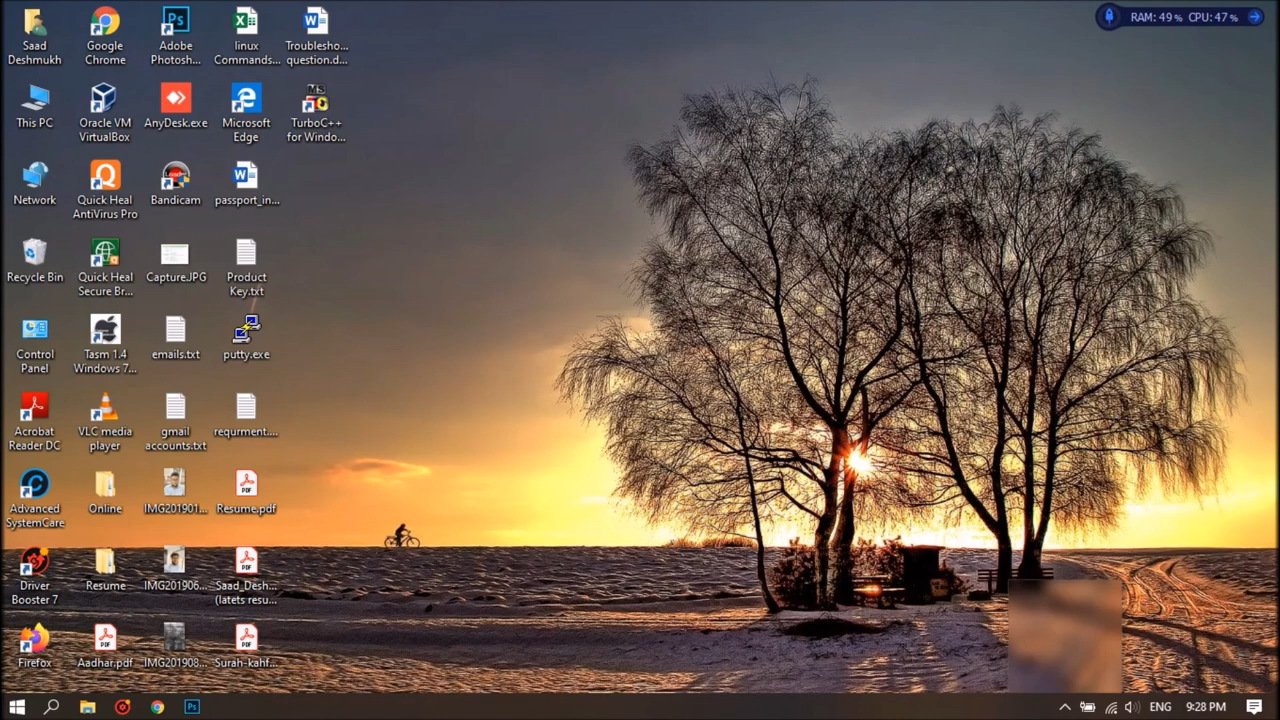 RAM: 49 % CPU: 47 %
Saad
Deshmukh
Google
Chrome
Adobe
Photosh...
linux
Commands...
Troublesho...
question.d...
This PC
Oracle VM
VirtualBox
AnyDesk.exe
Microsoft
Edge
TurboC++
for Windo...
Network
Quick Heal
AntiVirus Pro
Bandicam
passport_in...
Recycle Bin
Quick Heal
Secure Br...
Capture.JPG
Product
Key.txt
Control
Panel
Tasm 1.4
Windows 7...
emails.txt
putty.exe
Acrobat
Reader DC
VLC media
player
gmail
accounts.txt
requrment....
Advanced
SystemCare
Online
IMG201901...
Resume.pdf
Driver
Booster 7
Resume
IMG201906...
Saad_Desh...
(latets resu...
Firefox
Aadhar.pdf
IMG201908...
Surah-kahf...
ENG
9:28 PM